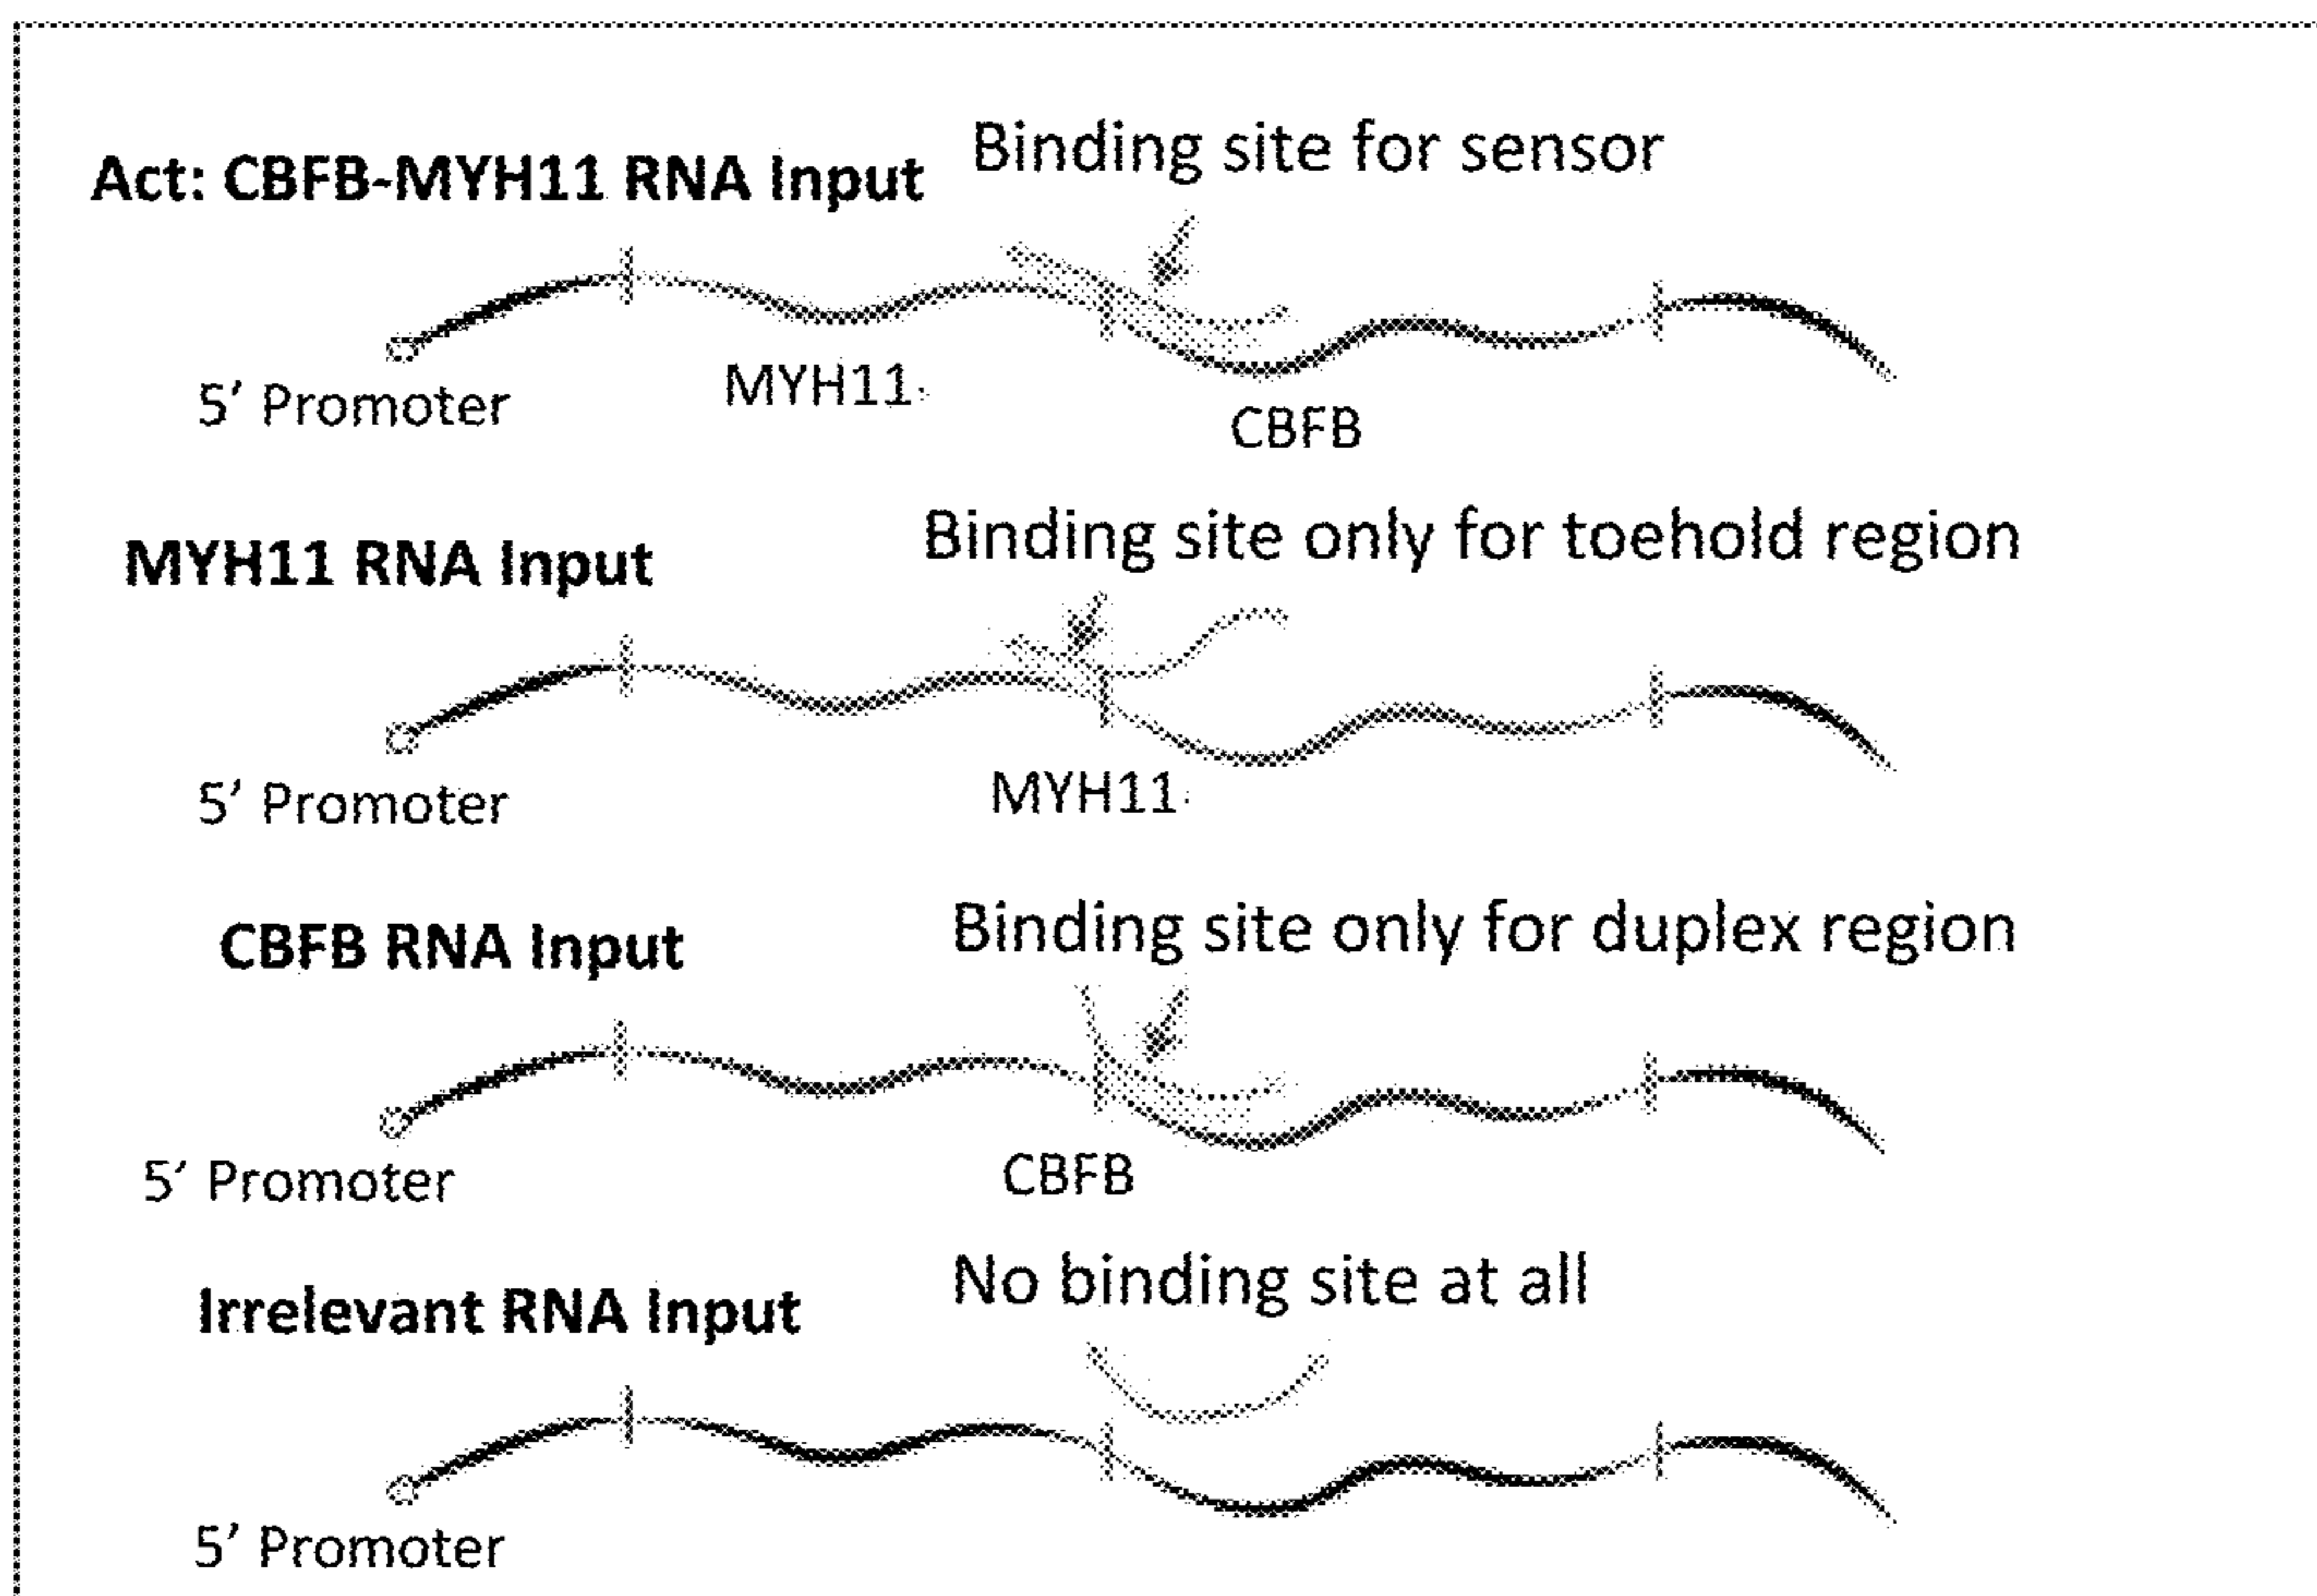 Act: CBFB-MYH11 RNA Input
Binding site for sensor
5′ Promoter
MYH11
CBFB
MYH11 RNA Input
Binding site only for toehold region
5′ Promoter
MYH11
CBFB RNA Input
Binding site only for duplex region
5′ Promoter
CBFB
Irrelevant RNA Input
No binding site at all
5′ Promoter